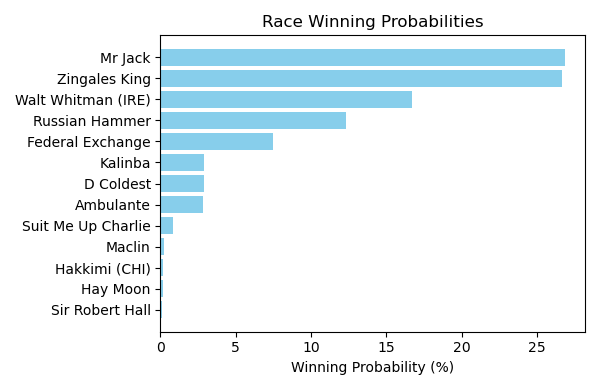 Race Winning Probabilities
Mr Jack
Zingales King
Walt Whitman (IRE)
Russian Hammer
Federal Exchange
Kalinba
D Coldest
Ambulante
Suit Me Up Charlie
Maclin
Hakkimi (CHI)
Hay Moon
Sir Robert Hall
0 5 10 15 20 25
Winning Probability (%)